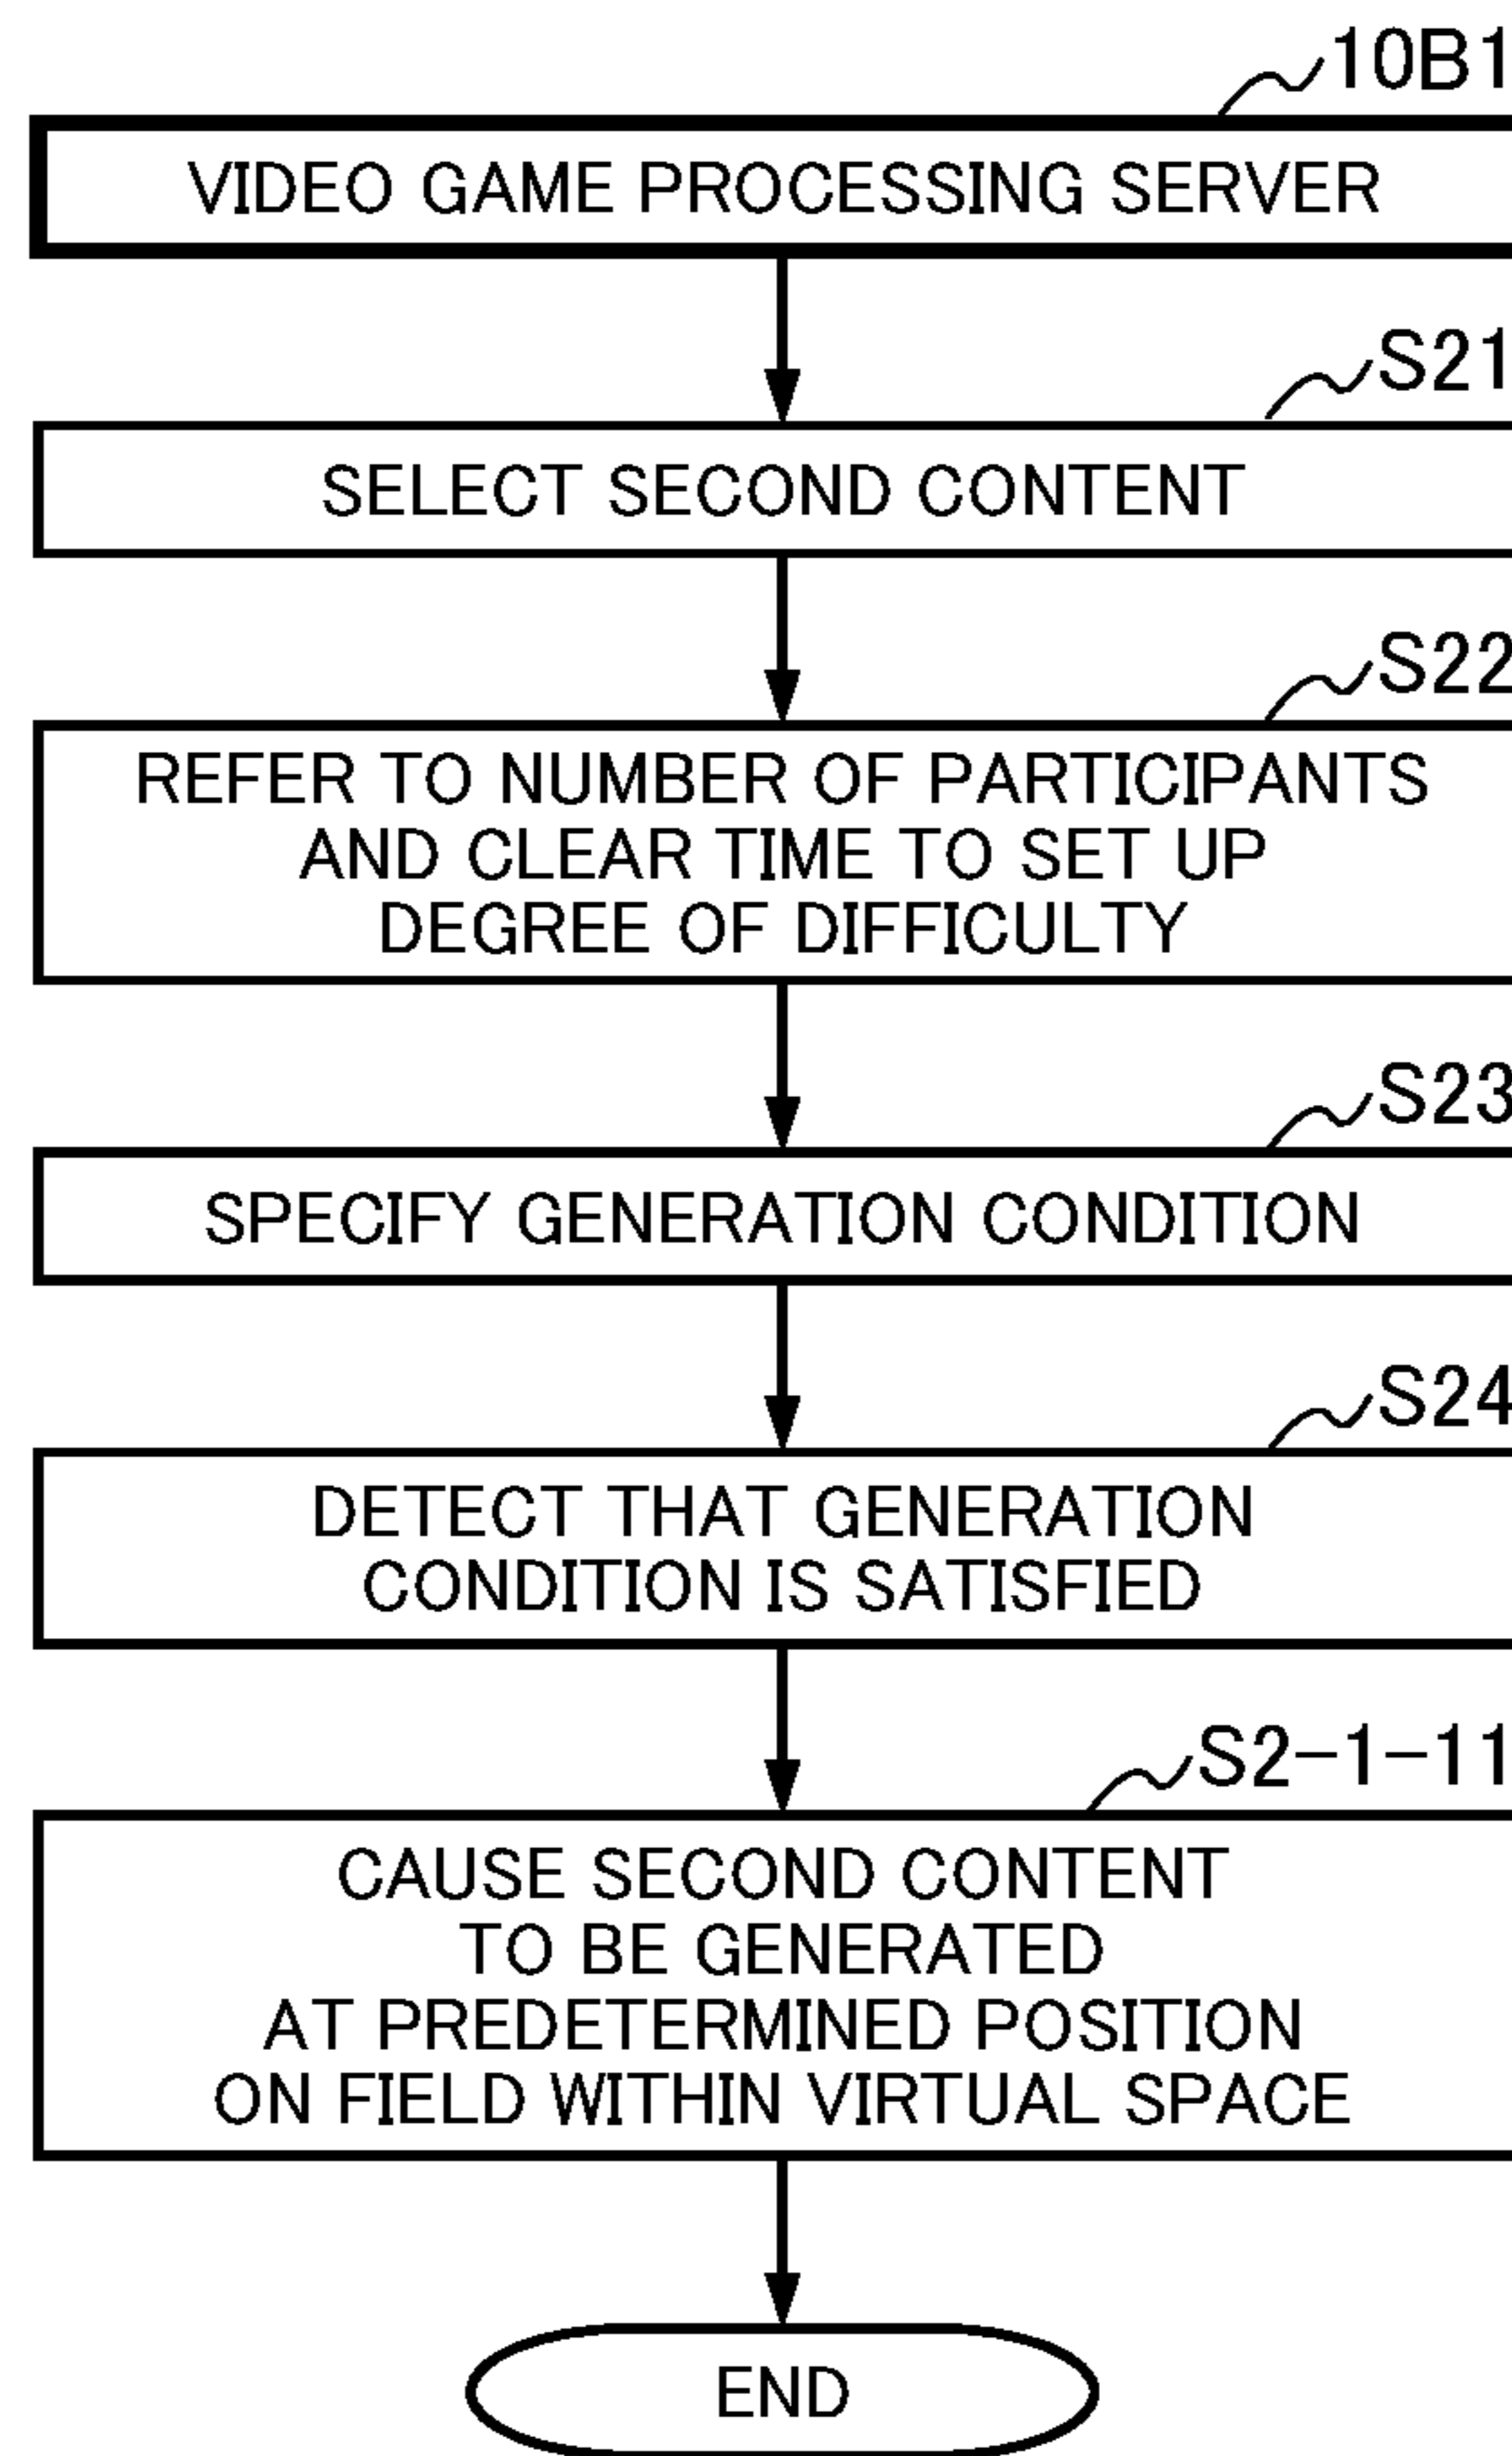 10B1
VIDEO GAME PROCESSING SERVER
S21
SELECT SECOND CONTENT
S22
REFER TO NUMBER OF PARTICIPANTS
AND CLEAR TIME TO SET UP
DEGREE OF DIFFICULTY
S23
SPECIFY GENERATION CONDITION
S24
DETECT THAT GENERATION
CONDITION IS SATISFIED
S2-1-11
CAUSE SECOND CONTENT
TO BE GENERATED
AT PREDETERMINED POSITION
ON FIELD WITHIN VIRTUAL SPACE
END